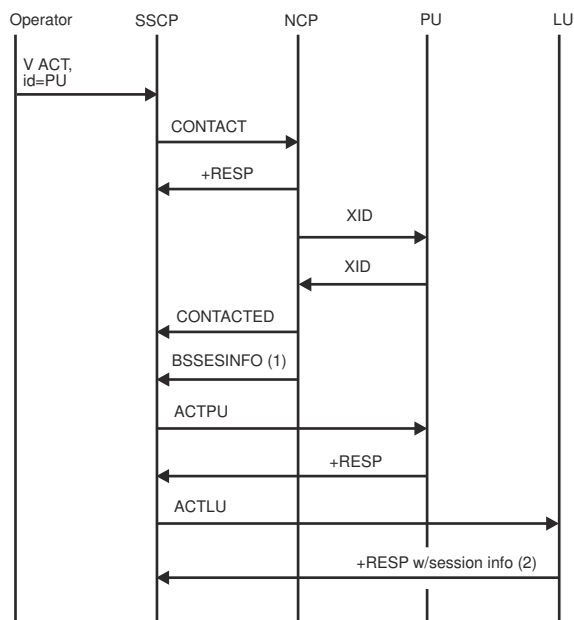 Operator SSCP NCP PU LU
V ACT,
id=PU
CONTACT
+RESP
XID
XID
CONTACTED
BSSESINFO (1)
ACTPU
+RESP
ACTLU
+RESP w/session info (2)